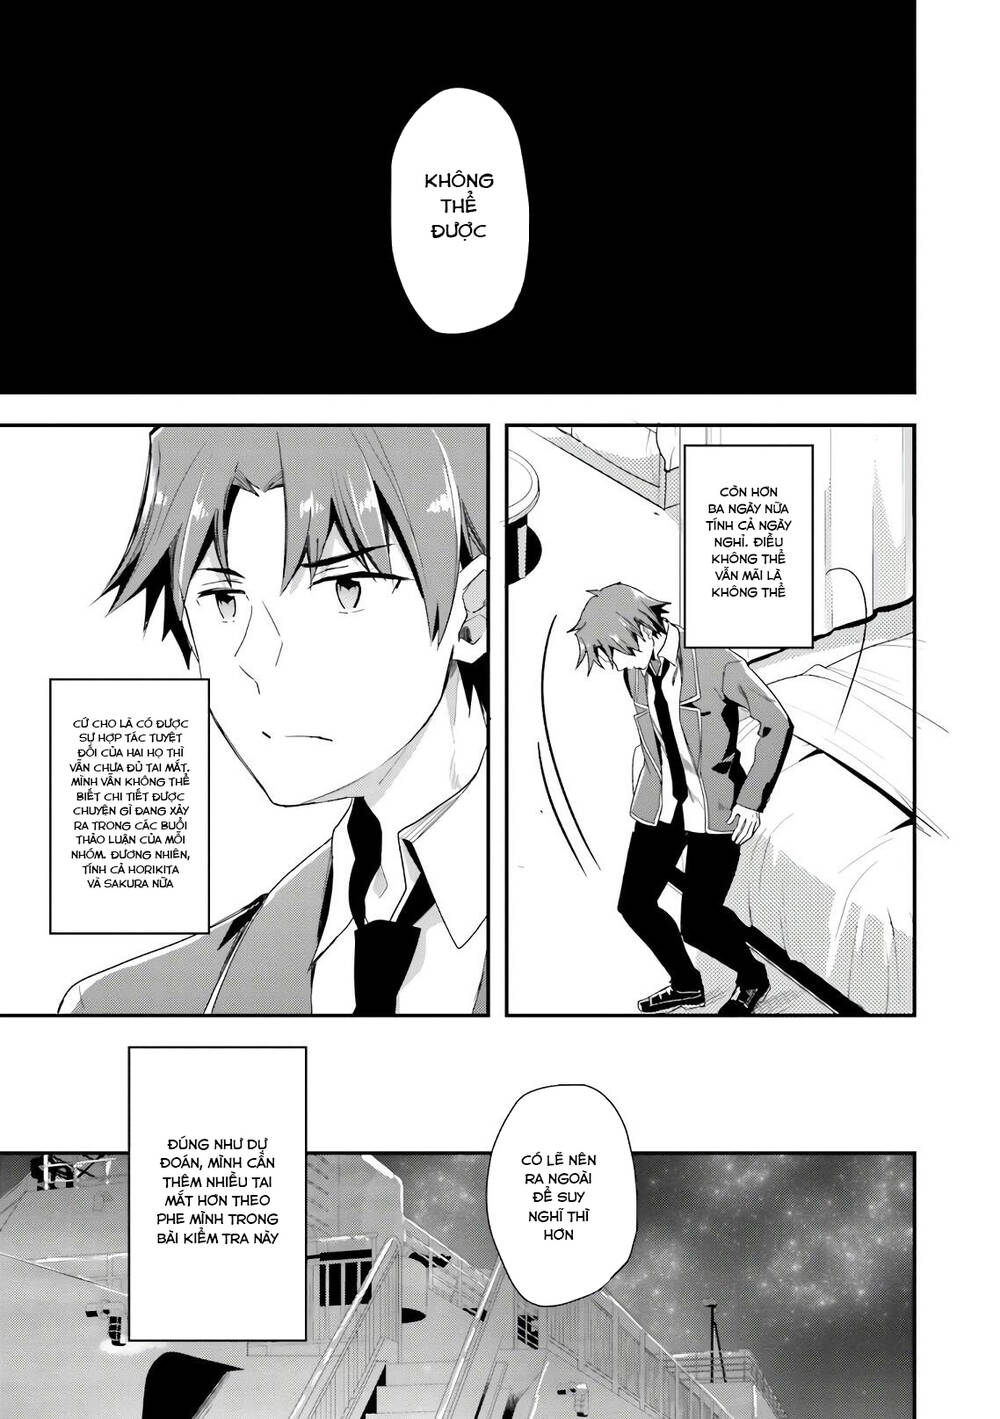 KHÔNG
THỂ
ĐƯỢC
CÒN HƠN
BA NGÀY NỮA
TÍNH CẢ NGÀY
NGHỈ. ĐIỀU
KHÔNG THỂ
VẪN MÃI LÀ
KHÔNG THỂ
CỨ CHO LÀ CÓ ĐƯỢC
SỰ HỢP TÁC TUYỆT
ĐỐI CỦA HAI HỌ THÌ
VẪN CHƯA ĐỦ TAI MẮT.
MÌNH VẪN KHÔNG THỂ
BIẾT CHI TIẾT ĐƯỢC
CHUYỆN GÌ ĐANG XẢY
RA TRONG CÁC BUỔI
THẢO LUẬN CỦA MỖI
NHÓM. ĐƯƠNG NHIÊN,
TÍNH CẢ HORIKITA
VÀ SAKURA NỮA
CÓ LẼ NÊN
RA NGOÀI
ĐỂ SUY
NGHĨ THÌ
HƠN
ĐÚNG NHƯ DỰ
ĐOÁN, MÌNH CẦN
THÊM NHIỀU TAI
MẮT HƠN THEO
PHE MÌNH TRONG
BÀI KIỂM TRA NÀY